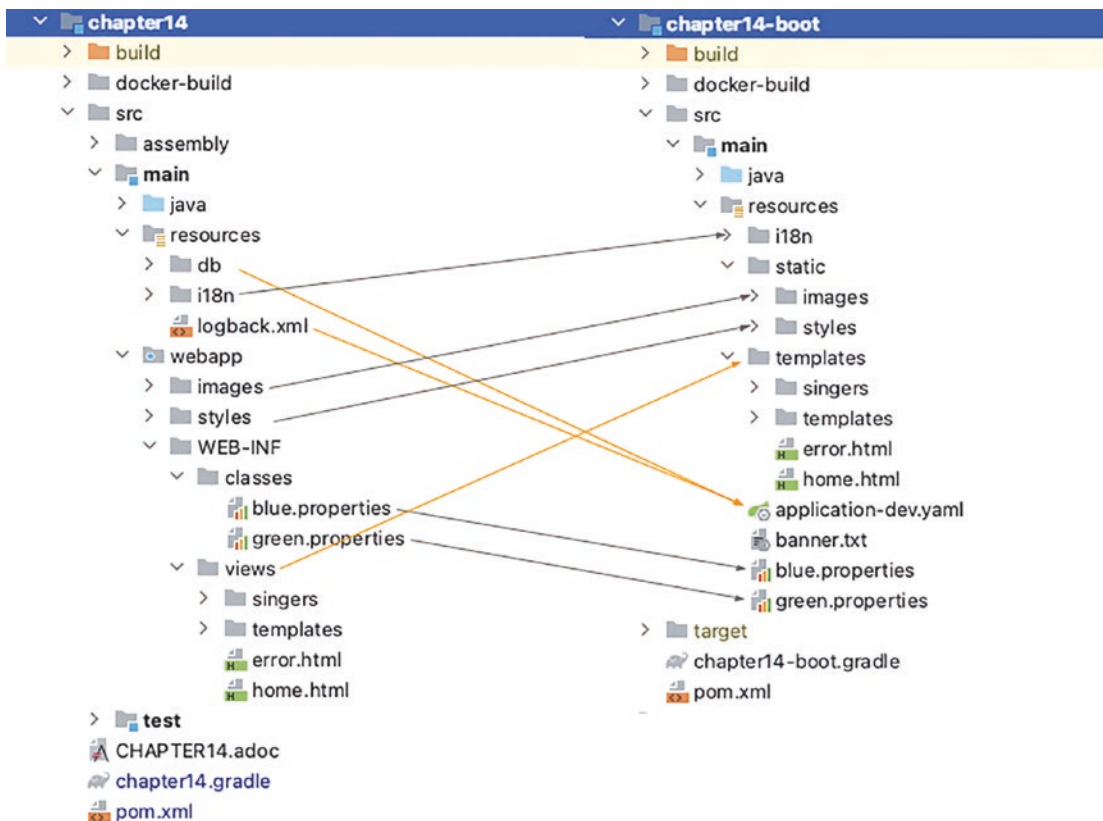 chapter14
build
docker-build
src
assembly
main
java
resources
db
i18n
logback.xml
webapp
images
styles
WEB-INF
classes
blue.properties
green.properties
views
singers
templates
error.html
home.html
test
CHAPTER14.adoc
chapter14.gradle
pom.xml
chapter14-boot
build
docker-build
src
main
java
resources
i18n
static
images
styles
templates
singers
templates
error.html
home.html
application-dev.yaml
banner.txt
blue.properties
green.properties
target
chapter14-boot.gradle
pom.xml